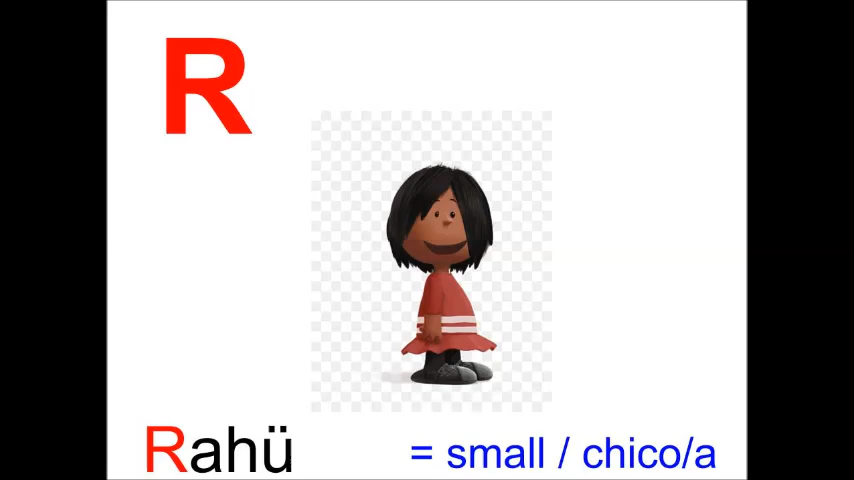 R
Rahü = small / chico/a